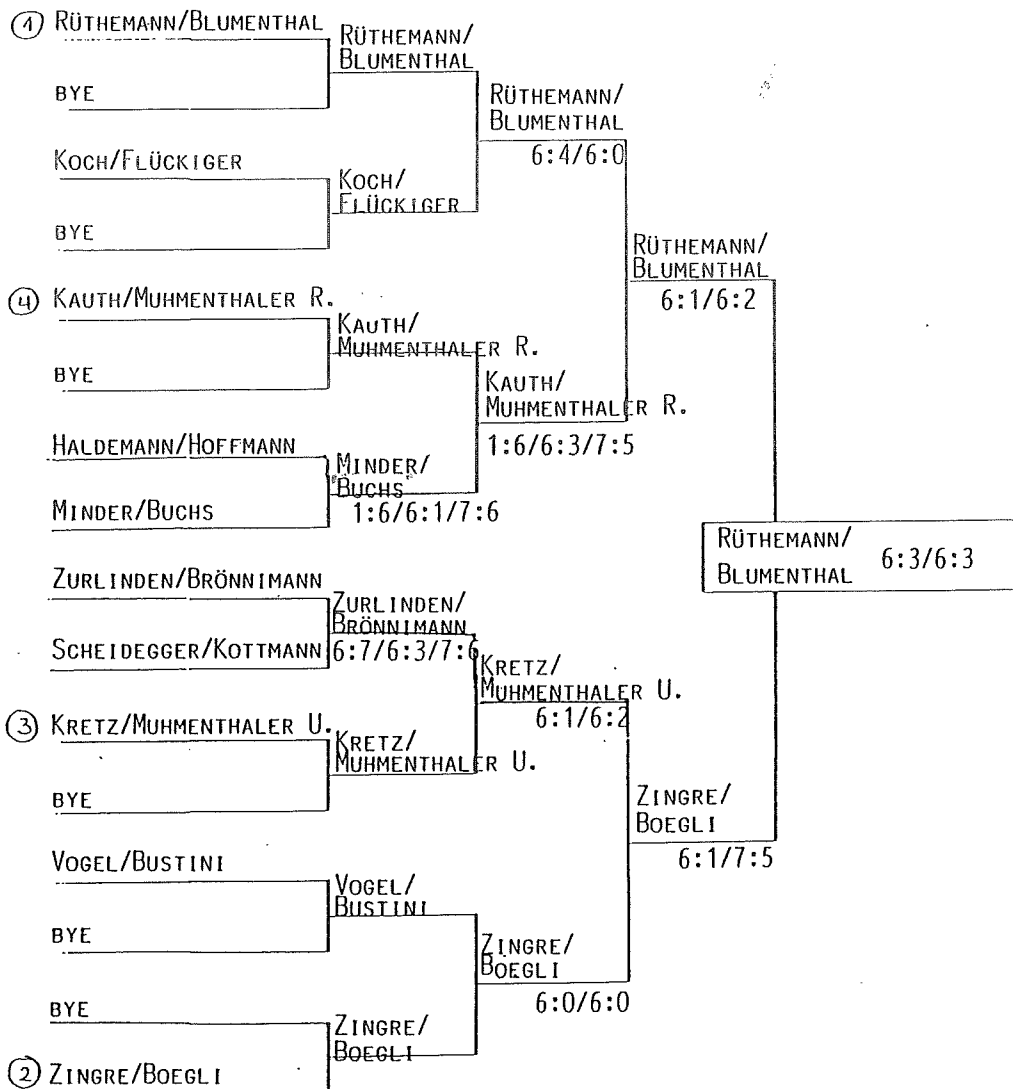 ① RÜTHEMANN/BLUMENTHAL
BYE
KOCH/FLÜCKIGER
BYE
④ KAUTH/MUHMENTHALER R.
BYE
HALDEMANN/HOFFMANN
MINDER/BUCHS
ZURLINDEN/BRÖNNIMANN
SCHEIDEGGER/KOTTMANN
③ KRETZ/MUHMENTHALER U.
BYE
VOGEL/BUSTINI
BYE
BYE
② ZINGRE/BOEGLI
RÜTHEMANN/
BLUMENTHAL
KOCH/
FLÜCKIGER
KAUTH/
MUHMENTHALER R.
MINDER/
"BUCHS"
1:6/6:1/7:6
ZURLINDEN/
BRÖNNIMANN
6:7/6:3/7:6
KRETZ/
MUHMENTHALER U.
VOGEL/
BUSTINI
ZINGRE/
BOEGLI
RÜTHEMANN/
BLUMENTHAL
6:4/6:0
KAUTH/
MUHMENTHALER R.
1:6/6:3/7:5
KRETZ/
MUHMENTHALER U.
6:1/6:2
ZINGRE/
BOEGLI
6:0/6:0
RÜTHEMANN/
BLUMENTHAL
6:1/6:2
ZINGRE/
BOEGLI
6:1/7:5
RÜTHEMANN/
BLUMENTHAL 6:3/6:3